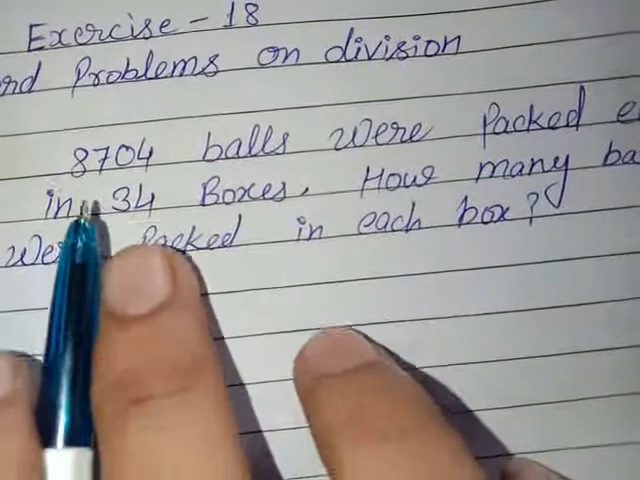 Exercise - 18
Problems on division
8704 balls were Packed
in 34 Boxes. How many
Packed in each box?